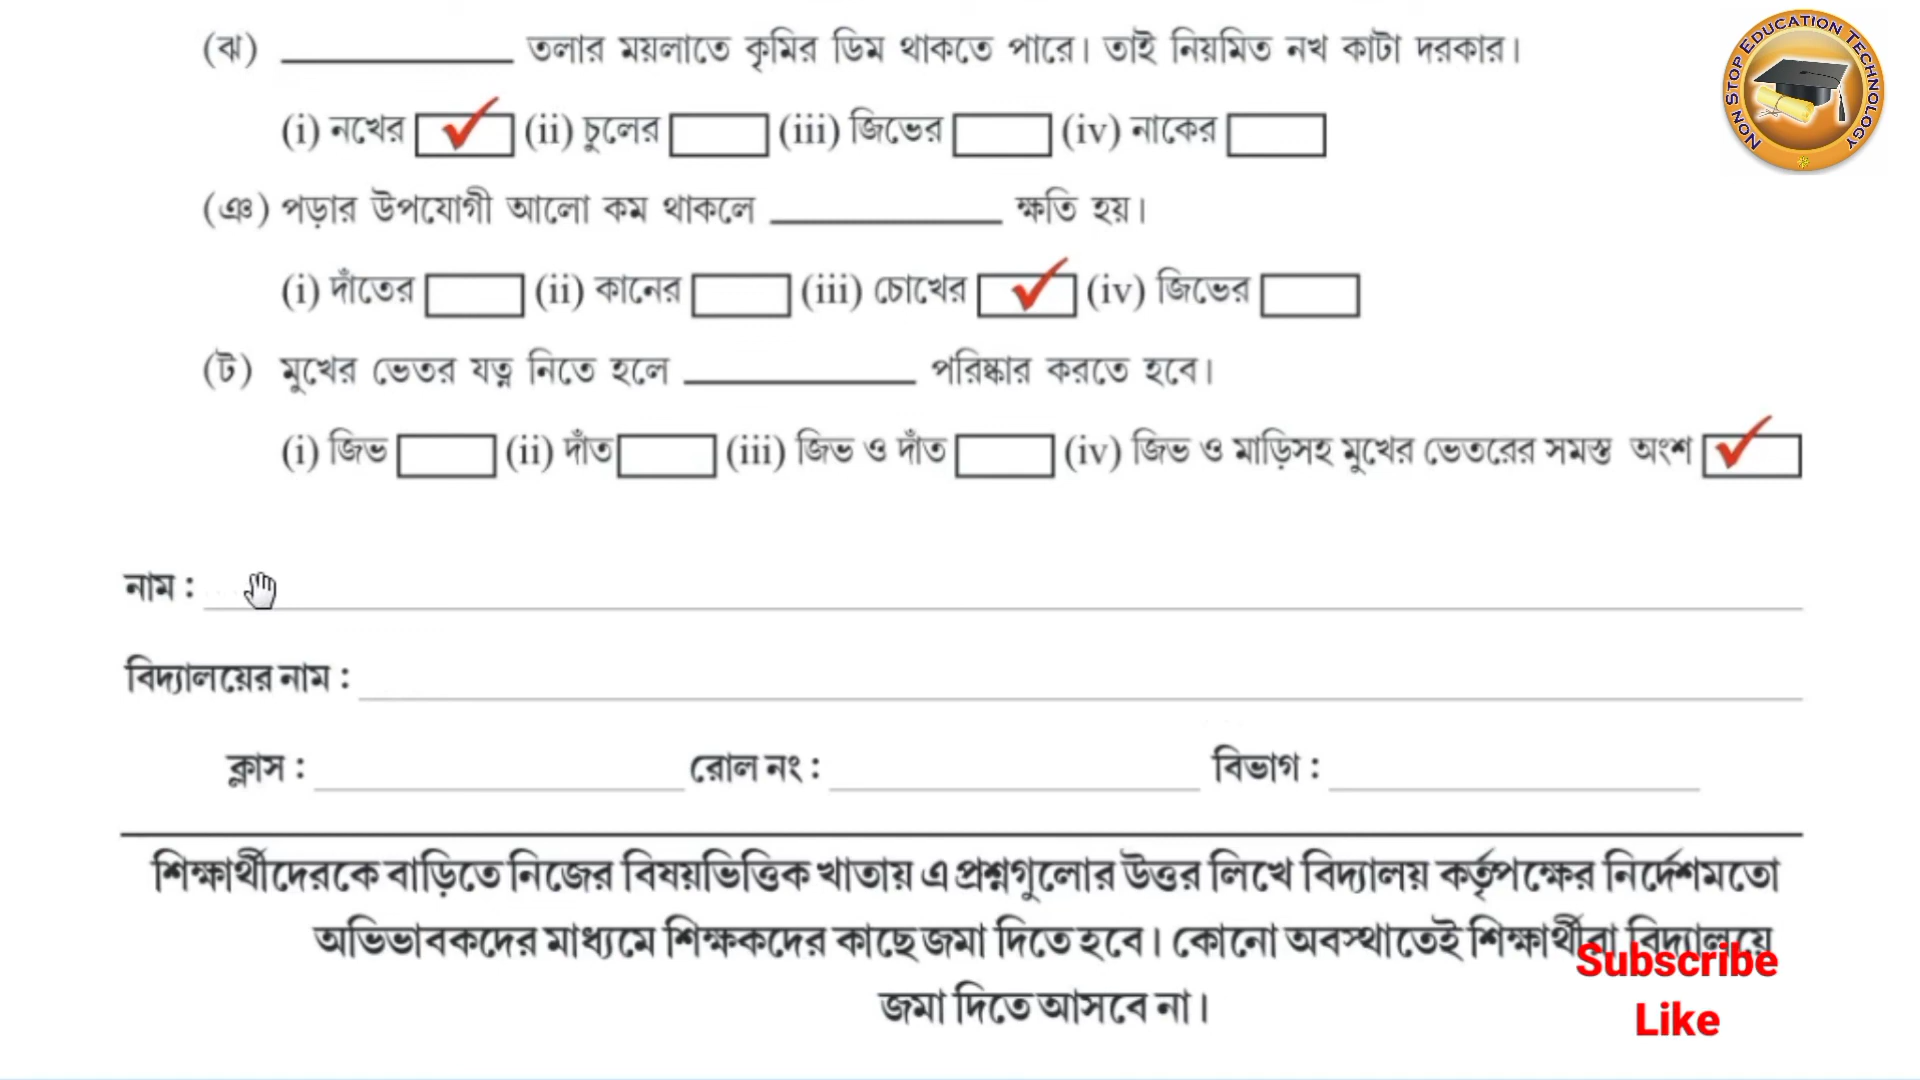 (ঝ) ____________ তলার ময়লাতে কৃমির ডিম থাকতে পারে। তাই নিয়মিত নখ কাটা দরকার।
(i) নখের (ii) চুলের (iii) জিভের (iv) নাকের
(ঞ) পড়ার উপযোগী আলো কম থাকলে ____________ ক্ষতি হয়।
(i) দাঁতের (ii) কানের (iii) চোখের (iv) জিভের
(ট) মুখের ভেতর যত্ন নিতে হলে ____________ পরিষ্কার করতে হবে।
(i) জিভ (ii) দাঁত (iii) জিভ ও দাঁত (iv) জিভ ও মাড়িসহ মুখের ভেতরের সমস্ত অংশ
নাম :
বিদ্যালয়ের নাম :
ক্লাস : রোল নং : বিভাগ :
শিক্ষার্থীদেরকে বাড়িতে নিজের বিষয়ভিত্তিক খাতায় এ প্রশ্নগুলোর উত্তর লিখে বিদ্যালয় কর্তৃপক্ষের নির্দেশমতো
অভিভাবকদের মাধ্যমে শিক্ষকদের কাছে জমা দিতে হবে। কোনো অবস্থাতেই শিক্ষার্থীরা বিদ্যালয়ে
জমা দিতে আসবে না।
NON STOP EDUCATION TECHNOLOGY
Subscribe
Like